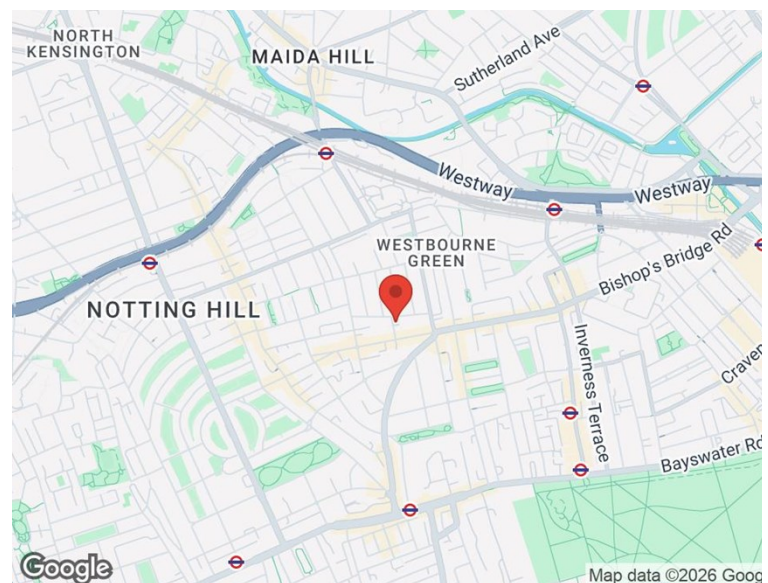 NORTH
KENSINGTON
MAIDA HILL
Sutherland Ave
Westway
Westway
WESTBOURNE
GREEN
Bishop's Bridge Rd
NOTTING HILL
Inverness Terrace
Craven
Bayswater Rd
Google
Map data ©2026 Goog